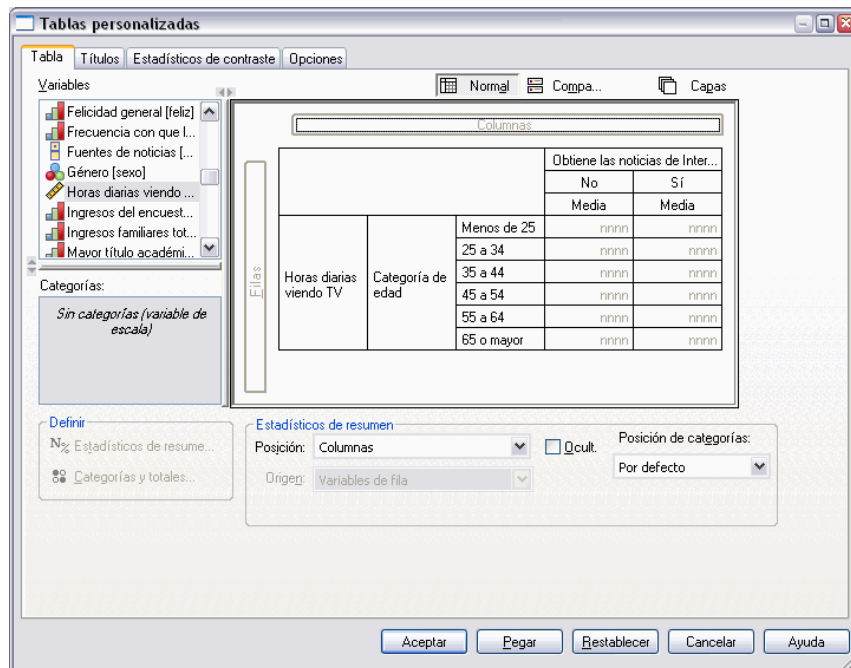 Tablas personalizadas
Tabla Títulos Estadísticos de contraste Opciones
Variables
Normal Compa... Capas
Felicidad general [feliz]
Frecuencia con que l...
Fuentes de noticias [...
Género [sexo]
Horas diarias viendo ...
Ingresos del encuest...
Ingresos familiares tot...
Mayor título académi...
Categorías:
Sin categorías (variable de
escala)
Columnas
Filas
Obtiene las noticias de Inter...
No Sí
Media Media
Horas diarias
viendo TV
Categoría de
edad
Menos de 25 nnnn nnnn
25 a 34 nnnn nnnn
35 a 44 nnnn nnnn
45 a 54 nnnn nnnn
55 a 64 nnnn nnnn
65 o mayor nnnn nnnn
Definir
N% Estadísticos de resume...
Categorías y totales...
Estadísticos de resumen
Posición: Columnas
Ocult.
Origen: Variables de fila
Posición de categorías:
Por defecto
Aceptar Pegar Restablecer Cancelar Ayuda